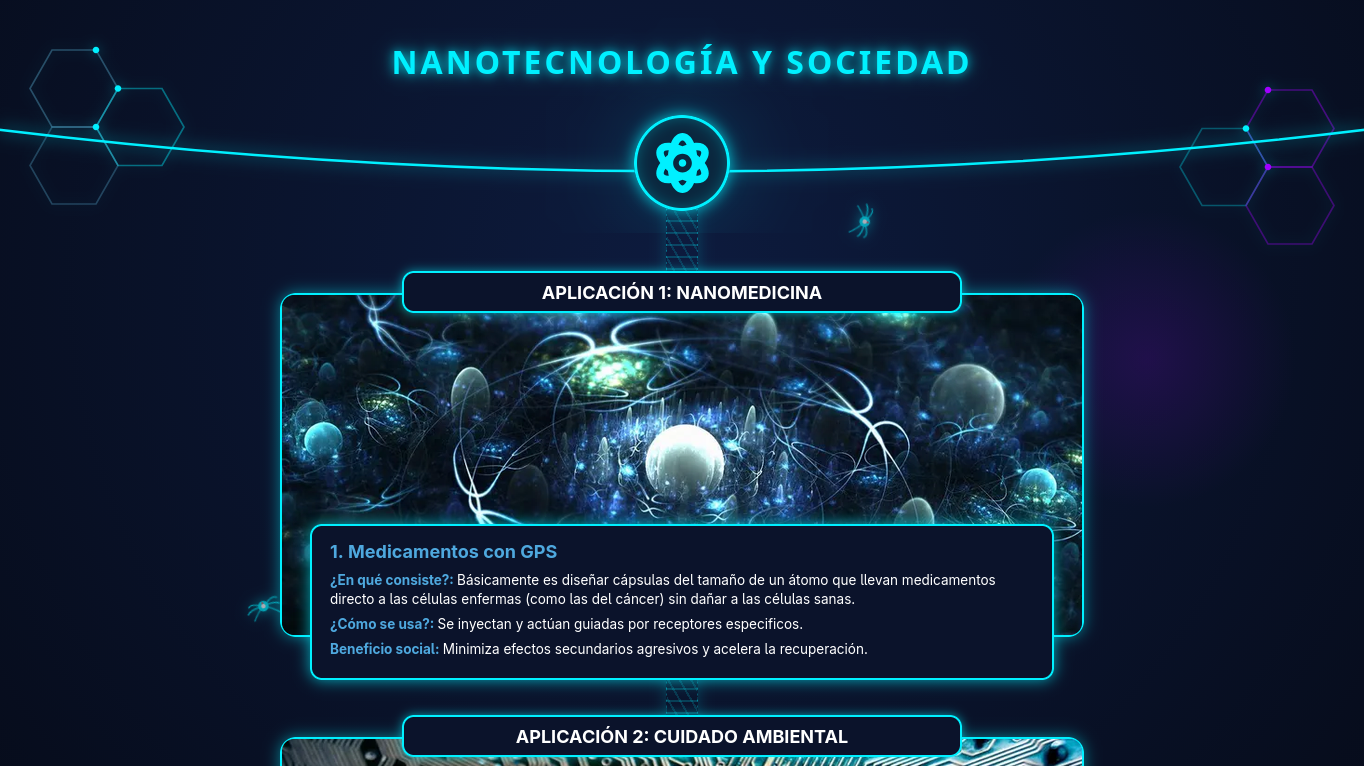 NANOTECNOLOGÍA Y SOCIEDAD
APLICACIÓN 1: NANOMEDICINA
1. Medicamentos con GPS
¿En qué consiste?: Básicamente es diseñar cápsulas del tamaño de un átomo que llevan medicamentos
directo a las células enfermas (como las del cáncer) sin dañar a las células sanas.
¿Cómo se usa?: Se inyectan y actúan guiadas por receptores especificos.
Beneficio social: Minimiza efectos secundarios agresivos y acelera la recuperación.
APLICACIÓN 2: CUIDADO AMBIENTAL